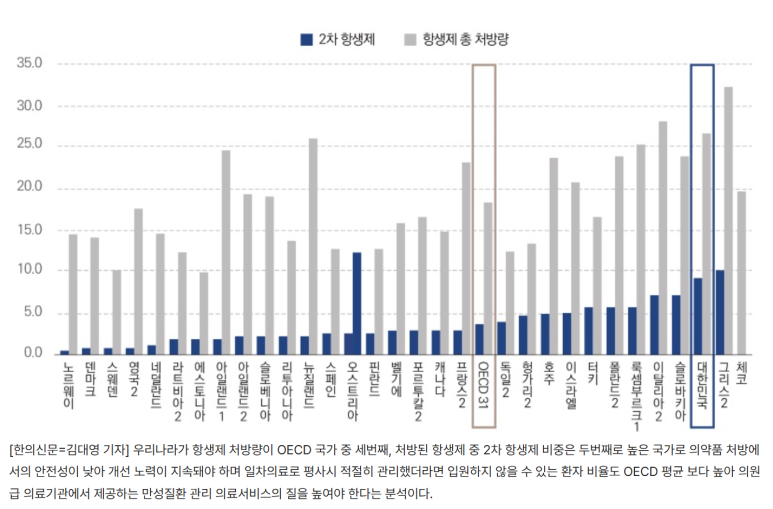 2차 항생제 항생제 총 처방량
35.0
30.0
25.0
20.0
15.0
10.0
5.0
0.0
노르웨이
덴마크
스웨덴
영국2
네덜란드
라트비아2
에스토니아
아일랜드1
아일랜드2
슬로베니아
리투아니아
뉴질랜드
스페인
오스트리아
핀란드
벨기에
포르투칼2
캐나다
프랑스2
OECD31
독일2
헝가리2
호주
이스라엘
터키
폴란드2
룩셈부르크1
이탈리아2
슬로바키아
대한민국
그리스2
체코
[한의신문=김대영 기자] 우리나라가 항생제 처방량이 OECD 국가 중 세번째, 처방된 항생제 중 2차 항생제 비중은 두번째로 높은 국가로 의약품 처방에
서의 안전성이 낮아 개선 노력이 지속돼야 하며 일차의료로 평사시 적절히 관리했더라면 입원하지 않을 수 있는 환자 비율도 OECD 평균 보다 높아 의원
급 의료기관에서 제공하는 만성질환 관리 의료서비스의 질을 높여야 한다는 분석이다.